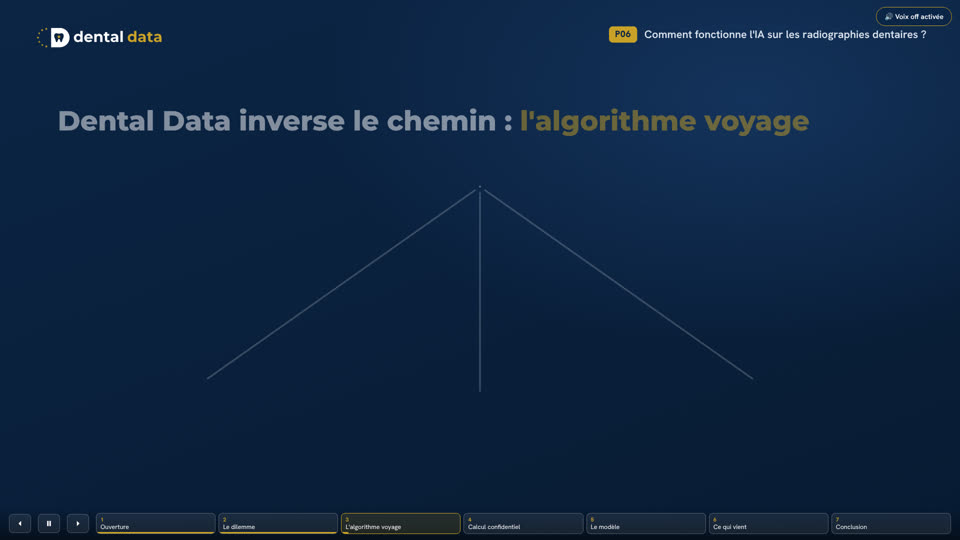 🔊 Voix off activée
dental data
P06 Comment fonctionne l'IA sur les radiographies dentaires ?
Dental Data inverse le chemin : l'algorithme voyage
1
Ouverture
2
Le dilemme
3
L'algorithme voyage
4
Calcul confidentiel
5
Le modèle
6
Ce qui vient
7
Conclusion